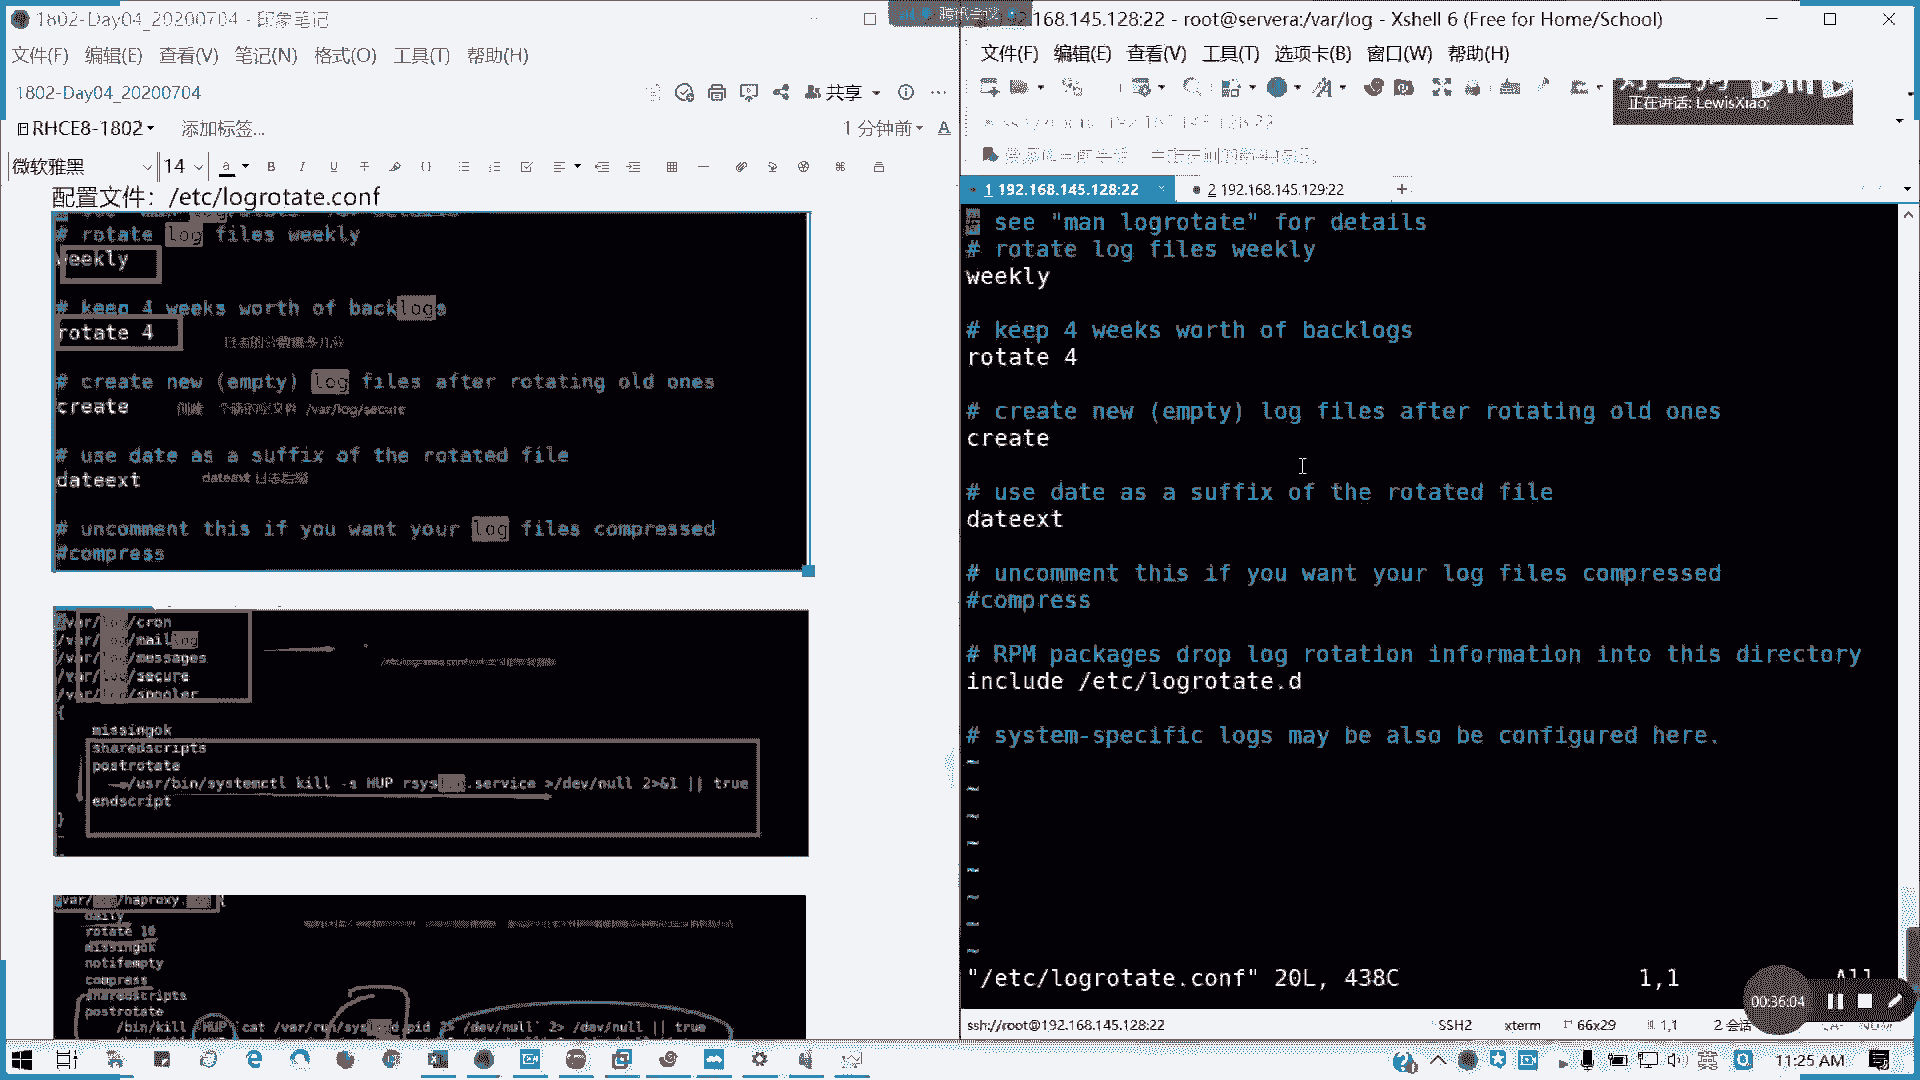 1802-Day04_20200704 - 印象笔记
文件(F) 编辑(E) 查看(V) 笔记(N) 格式(O) 工具(T) 帮助(H)
1802-Day04_20200704
共享
RHCE8-1802
添加标签...
1 分钟前
微软雅黑 14
配置文件：/etc/logrotate.conf
# rotate log files weekly
weekly
# keep 4 weeks worth of backlogs
rotate 4
# create new (empty) log files after rotating old ones
create
/var/log/secure
# use date as a suffix of the rotated file
dateext
dateext 日志后缀
# uncomment this if you want your log files compressed
#compress
/var/log/cron
/var/log/maillog
/var/log/messages
/var/log/secure
/var/log/spooler
{
missingok
sharedscripts
postrotate
/usr/bin/systemctl kill -s HUP rsyslog.service >/dev/null 2>&1 || true
endscript
}
/var/log/haproxy.log {
daily
rotate 10
missingok
notifempty
compress
sharedscripts
postrotate
/bin/kill -HUP `cat /var/run/syslogd.pid 2> /dev/null` 2> /dev/null || true
腾讯会议
192.168.145.128:22 - root@servera:/var/log - Xshell 6 (Free for Home/School)
文件(F) 编辑(E) 查看(V) 工具(T) 选项卡(B) 窗口(W) 帮助(H)
正在讲话: LewisXiao;
1 192.168.145.128:22
2 192.168.145.129:22
+
# see "man logrotate" for details
# rotate log files weekly
weekly
# keep 4 weeks worth of backlogs
rotate 4
# create new (empty) log files after rotating old ones
create
# use date as a suffix of the rotated file
dateext
# uncomment this if you want your log files compressed
#compress
# RPM packages drop log rotation information into this directory
include /etc/logrotate.d
# system-specific logs may be also be configured here.
~
~
~
~
~
~
~
~
"/etc/logrotate.conf" 20L, 438C 1,1 All
00:36:04
ssh://root@192.168.145.128:22
SSH2
xterm
66x29
1,1
2 会话
11:25 AM